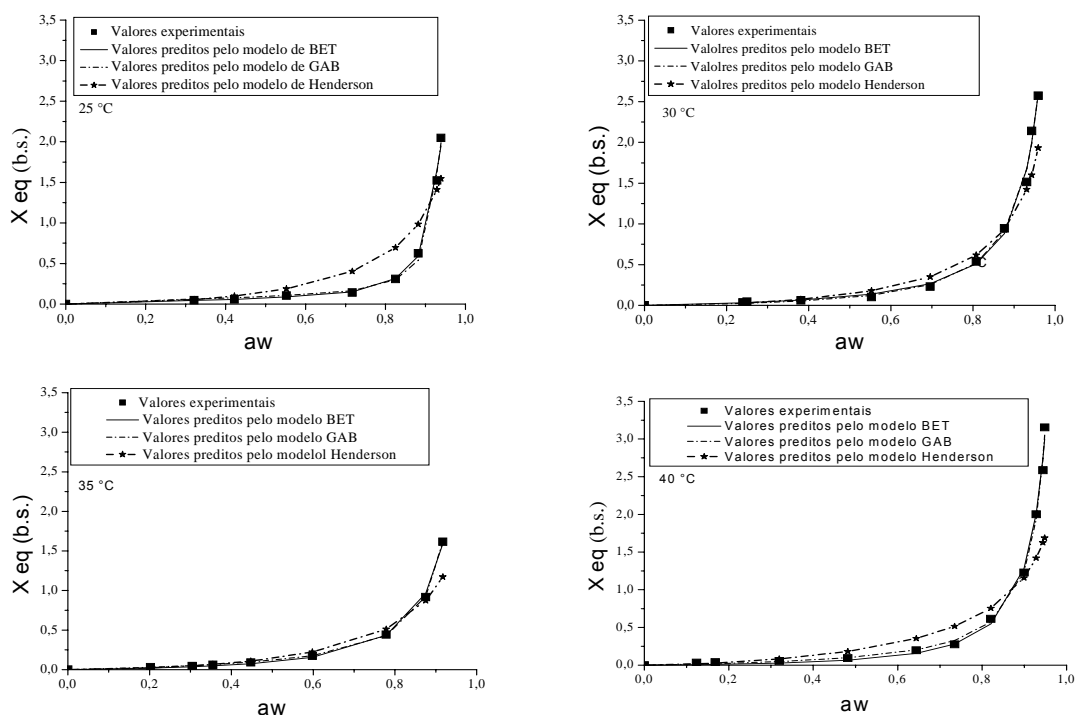 Valores experimentais
Valores preditos pelo modelo de BET
Valores preditos pelo modelo de GAB
Valores preditos pelo modelo de Henderson
25 °C
X eq (b.s.)
3,5
3,0
2,5
2,0
1,5
1,0
0,5
0,0
0,0 0,2 0,4 0,6 0,8 1,0
aw
Valores experimentais
Valolres preditos pelo modelo BET
Valolres preditos pelo modelo GAB
Valolres preditos pelo modelo Henderson
30 °C
X eq (b.s.)
3,5
3,0
2,5
2,0
1,5
1,0
0,5
0,0
C
0,0 0,2 0,4 0,6 0,8 1,0
aw
Valores experimentais
Valores preditos pelo modelo BET
Valores preditos pelo modelo GAB
Valores preditos pelo modelol Henderson
35 °C
X eq (b.s.)
3,5
3,0
2,5
2,0
1,5
1,0
0,5
0,0
0,0 0,2 0,4 0,6 0,8 1,0
aw
Valores experimentais
Valores preditos pelo modelo BET
Valores preditos pelo modelo GAB
Valores preditos pelo modelo Henderson
40 °C
X eq (b.s.)
3,5
3,0
2,5
2,0
1,5
1,0
0,5
0,0
0,0 0,2 0,4 0,6 0,8 1,0
aw